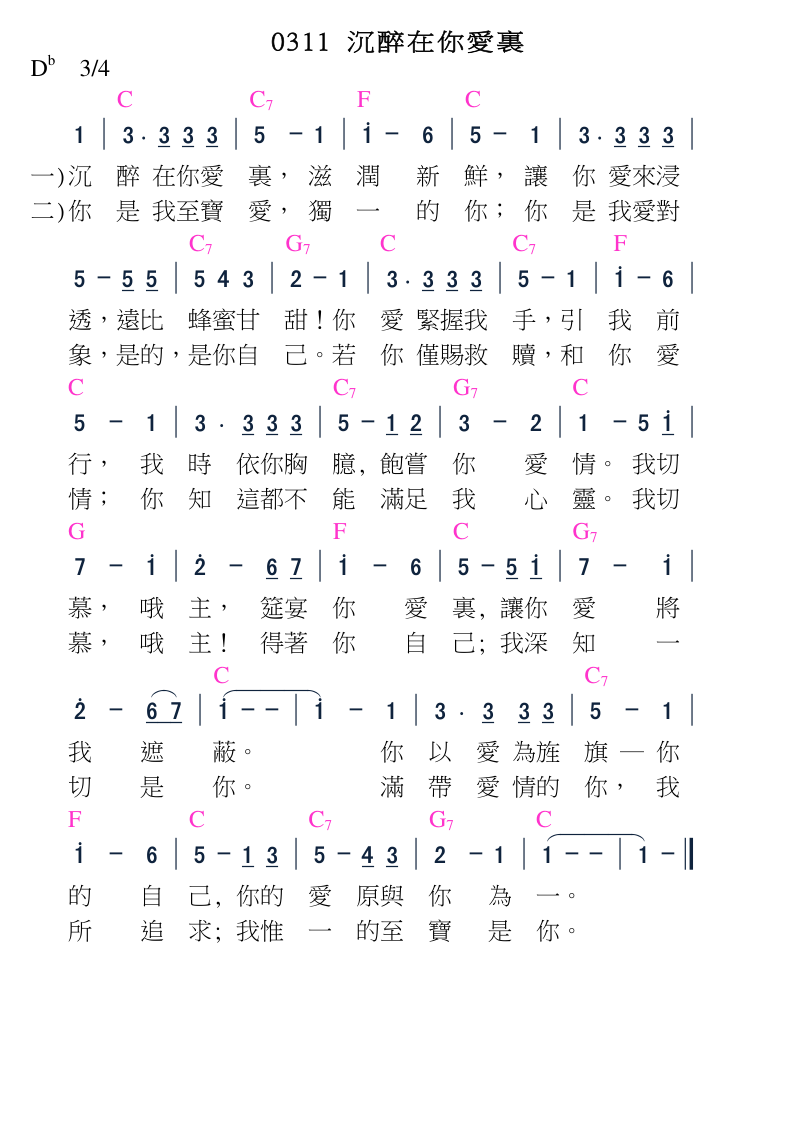 0311 沉醉在你愛裏
Db 3/4
C C7 F C
1 | 3 . 3 3 3 | 5 - 1 | i - 6 | 5 - 1 | 3 . 3 3 3 |
一)沉 醉 在你愛 裏， 滋 潤 新 鮮， 讓 你 愛來浸
二)你 是 我至寶 愛， 獨 一 的 你； 你 是 我愛對
C7 G7 C C7 F
5 - 5 5 | 5 4 3 | 2 - 1 | 3 . 3 3 3 | 5 - 1 | i - 6 |
透，遠比 蜂蜜甘 甜！你 愛 緊握我 手，引 我 前
象，是的，是你自 己。若 你 僅賜救 贖，和 你 愛
C C7 G7 C
5 - 1 | 3 . 3 3 3 | 5 - 1 2 | 3 - 2 | 1 - 5 i |
行， 我 時 依你胸 臆, 飽嘗 你 愛 情。 我切
情； 你 知 這都不 能 滿足 我 心 靈。 我切
G F C G7
7 - i | 2̇ - 6 7 | i - 6 | 5 - 5 i | 7 - i |
慕， 哦 主， 筵宴 你 愛 裏, 讓你 愛 將
慕， 哦 主！ 得著 你 自 己; 我深 知 一
C C7
2̇ - 6 7 | i - - | i - 1 | 3 . 3 3 3 | 5 - 1 |
我 遮 蔽。 你 以 愛 為旌 旗 — 你
切 是 你。 滿 帶 愛 情的 你， 我
F C C7 G7 C
i - 6 | 5 - 1 3 | 5 - 4 3 | 2 - 1 | 1 - - | 1 - ‖
的 自 己, 你的 愛 原與 你 為 一。
所 追 求; 我惟 一 的至 寶 是 你。